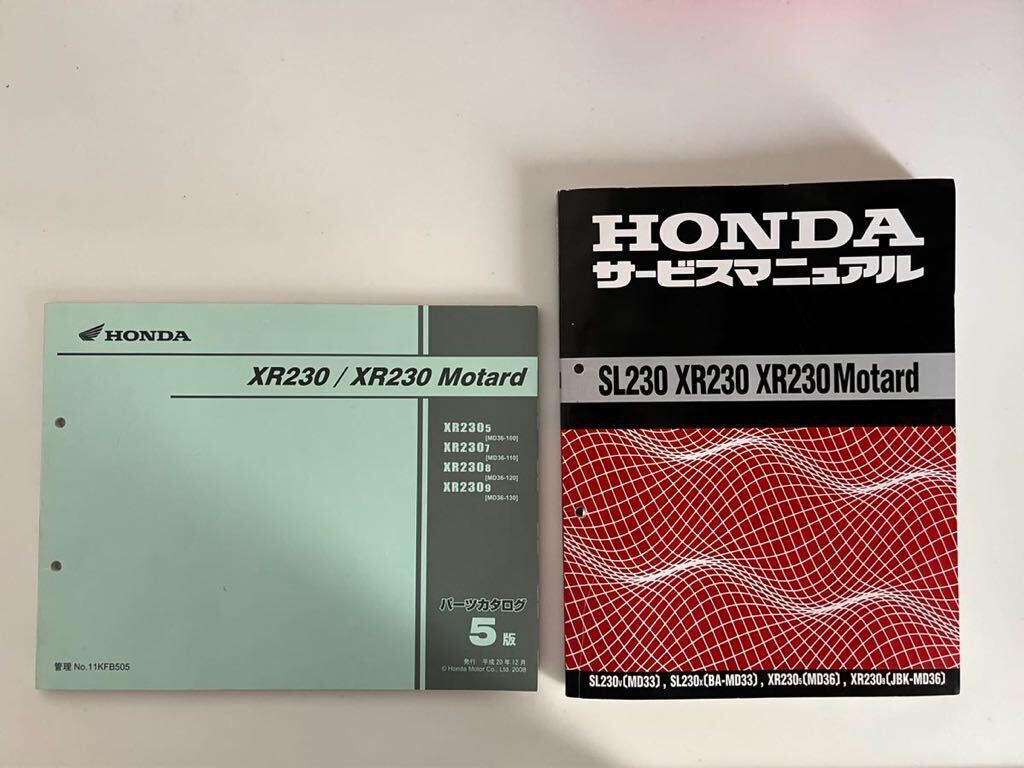 HONDA
XR230 / XR230 Motard
XR2305
[MD36-100]
XR2307
[MD36-110]
XR2308
[MD36-120]
XR2309
[MD36-130]
パーツカタログ
5版
発行 平成20年12月
© Honda Motor Co., Ltd. 2008
管理 No.11KFB505
HONDA
サービスマニュアル
SL230 XR230 XR230Motard
SL230V(MD33), SL230X(BA-MD33), XR2305(MD36), XR2308(JBK-MD36)